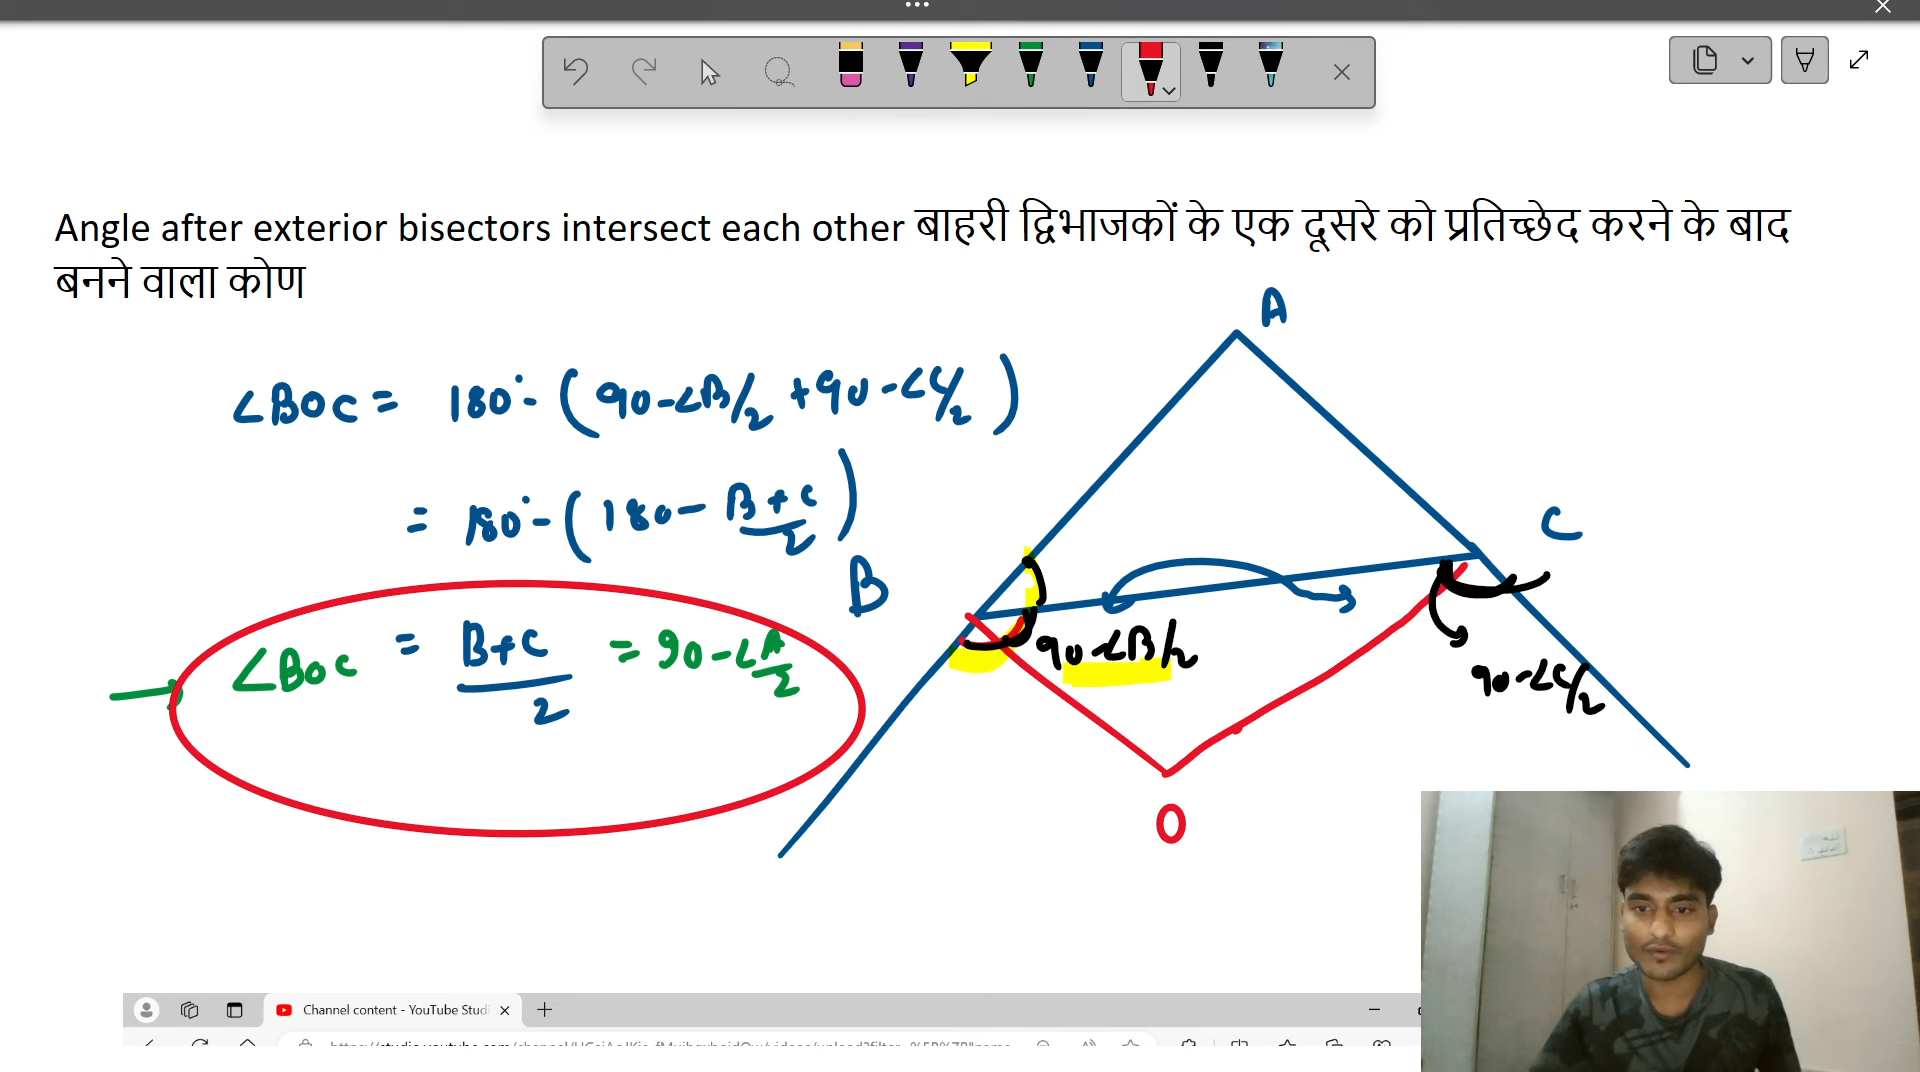 Angle after exterior bisectors intersect each other बाहरी द्विभाजकों के एक दूसरे को प्रतिच्छेद करने के बाद
बनने वाला कोण
A
∠BOC = 180° - (90-∠B/2 + 90-∠C/2)
= 180° - (180 - B+C/2)
C
B
∠BOC = B+C/2 = 90-∠A/2
90-∠B/2
90-∠C/2
O
Channel content - YouTube Studi